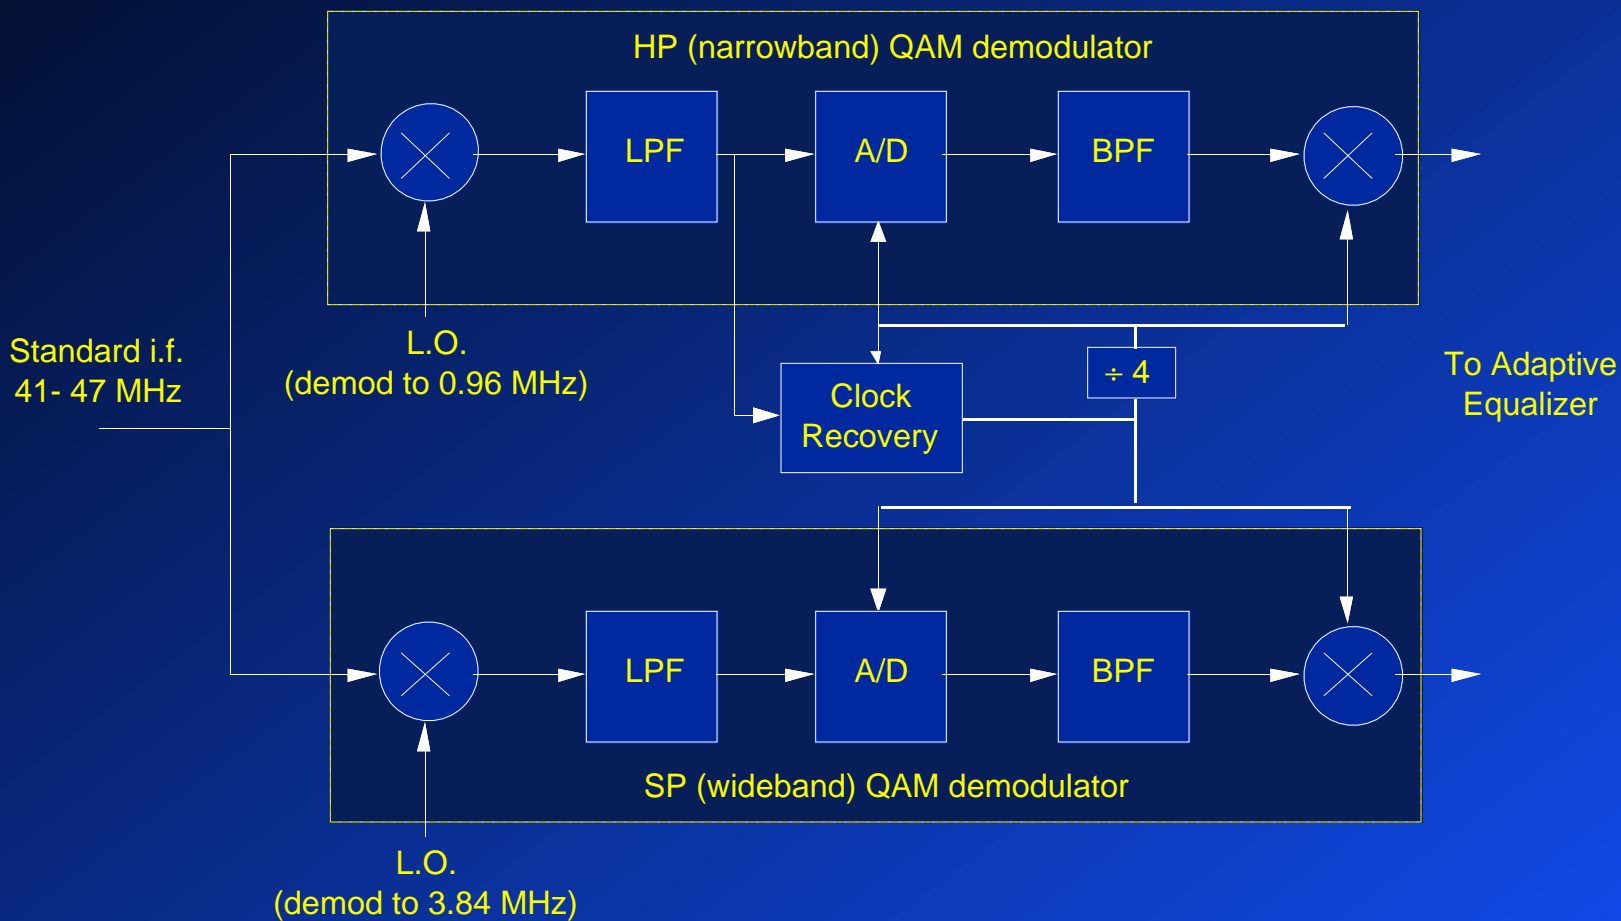 HP (narrowband) QAM demodulator
LPF
A/D
BPF
L.O.
(demod to 0.96 MHz)
Standard i.f.
41- 47 MHz
Clock
Recovery
÷ 4
To Adaptive
Equalizer
LPF
A/D
BPF
SP (wideband) QAM demodulator
L.O.
(demod to 3.84 MHz)